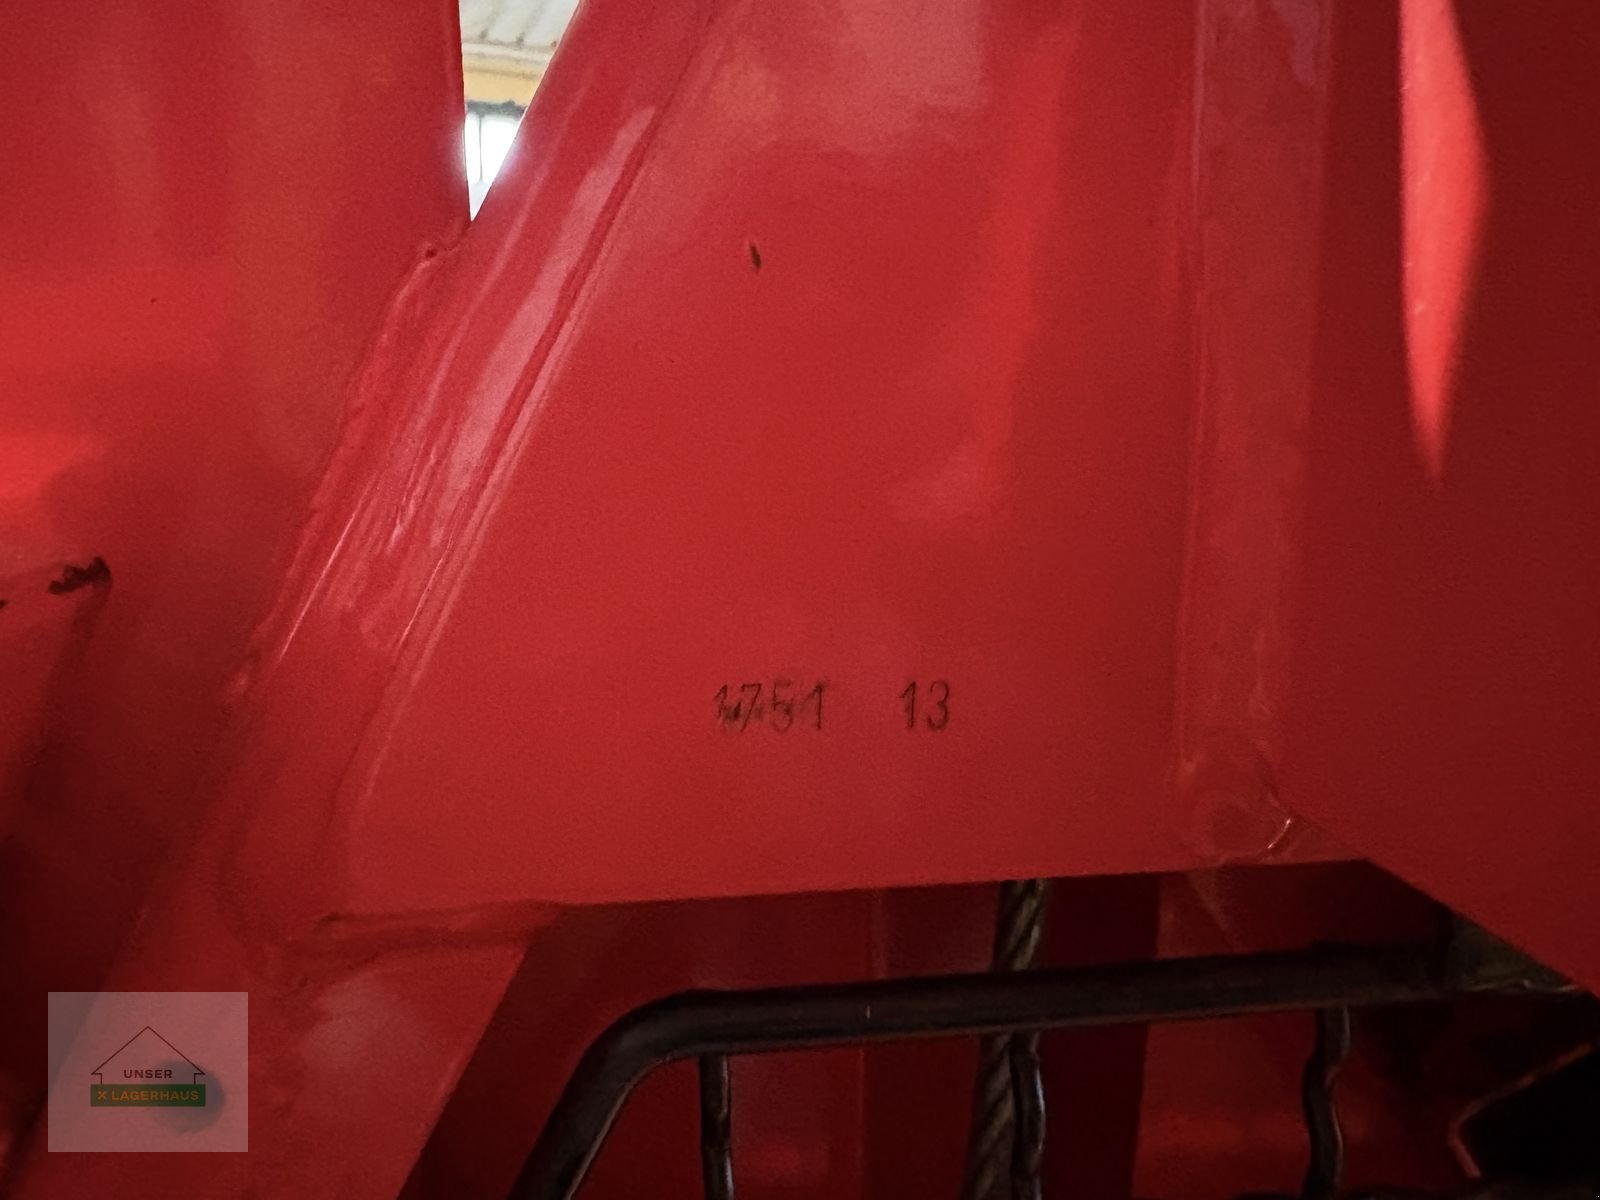 1751 13
UNSER
X LAGERHAUS